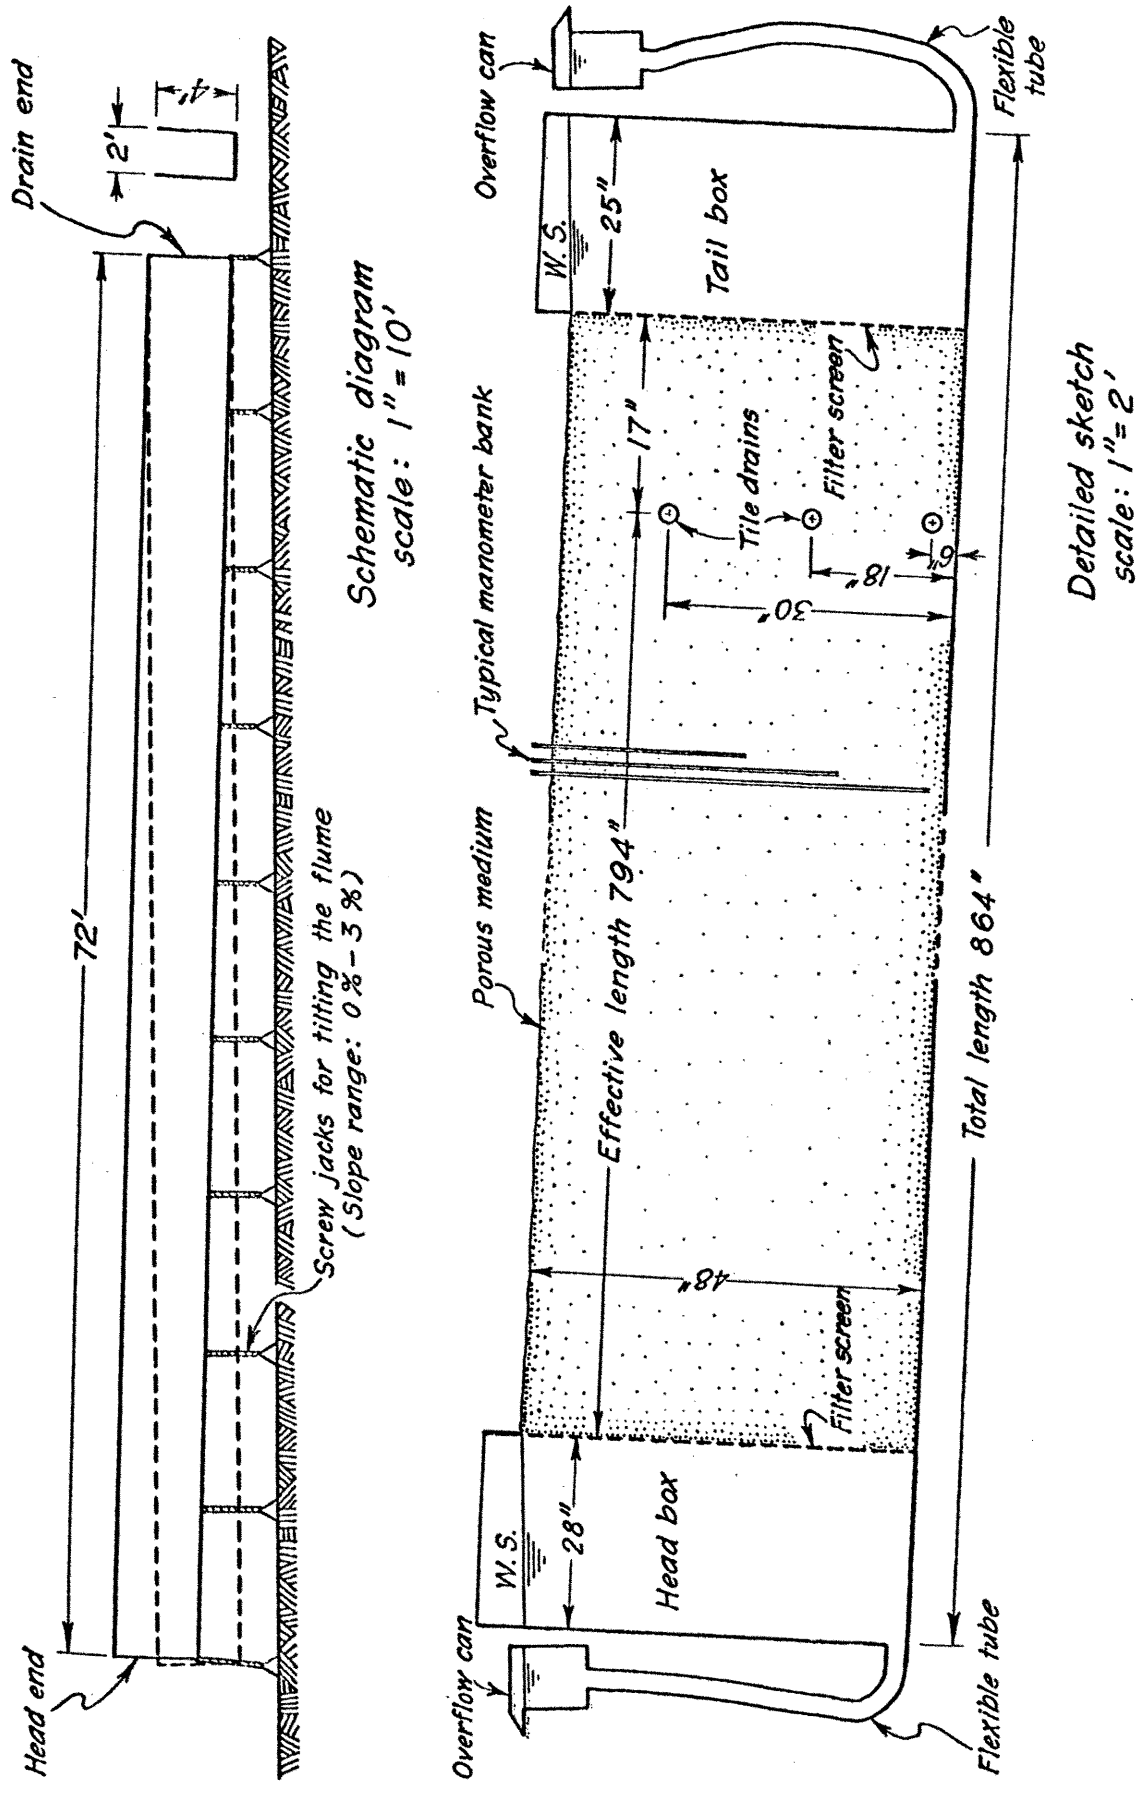 Head end
72'
Drain end
2'
4'
Screw jacks for tilting the flume
(Slope range: 0%-3%)
Schematic diagram
scale: 1"=10'
Overflow can
W.S.
28"
Head box
Flexible tube
Filter screen
48"
Porous medium
Effective length 794"
Typical manometer bank
17"
Tile drains
30"
18"
6"
Filter screen
W.S.
25"
Tail box
Overflow can
Flexible
tube
Total length 864"
Detailed sketch
scale: 1"=2'